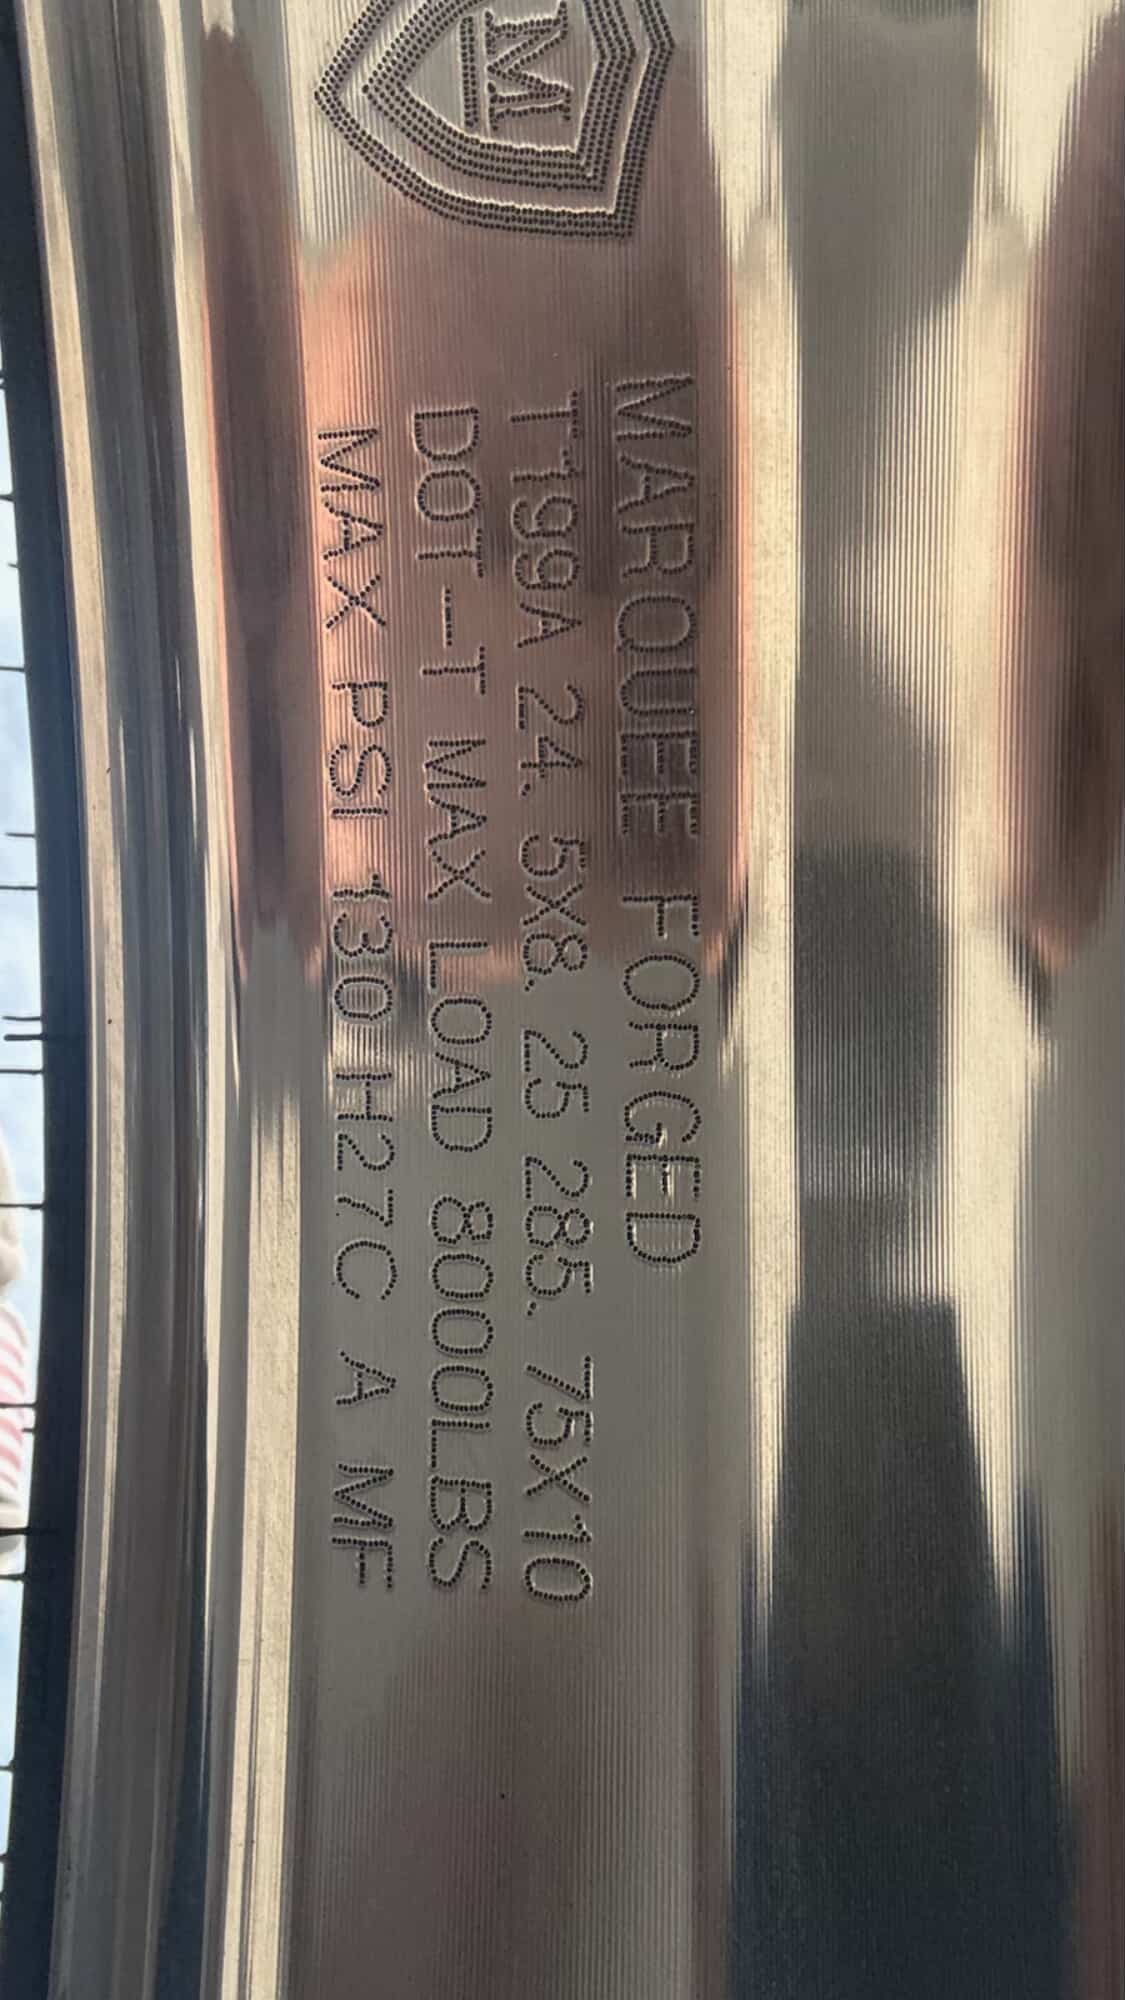 M
MARQUEE FORGED
T199A 24. 5X8. 25 285. 75X10
DOT-T MAX LOAD 8000LBS
MAX PSI 130 H27C A MF